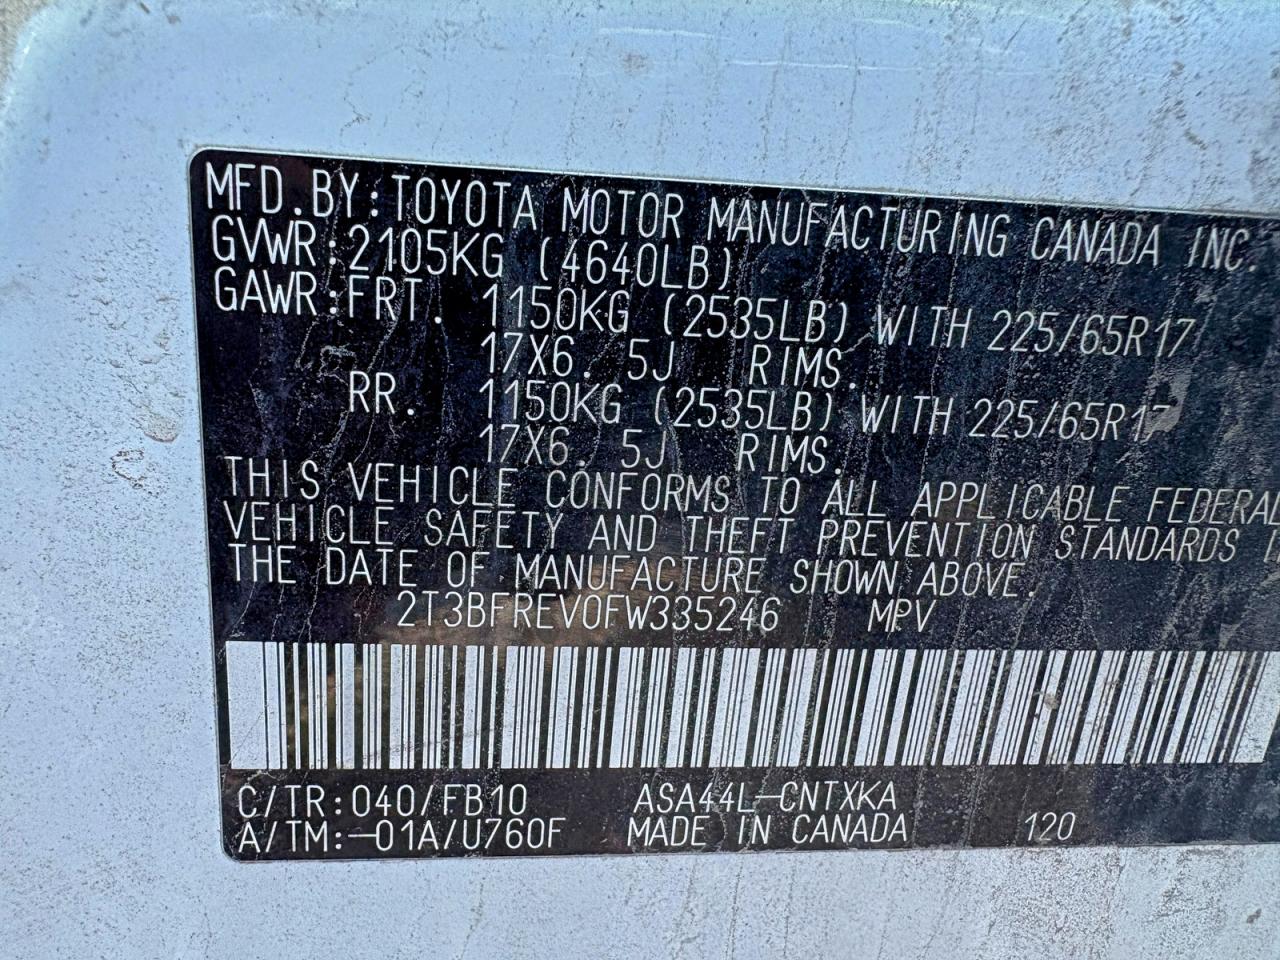 MFD.BY:TOYOTA MOTOR MANUFACTURING CANADA INC.
GVWR:2105KG (4640LB)
GAWR:FRT. 1150KG (2535LB) WITH 225/65R17
17X6. 5J RIMS.
RR. 1150KG (2535LB) WITH 225/65R17
17X6. 5J RIMS.
THIS VEHICLE CONFORMS TO ALL APPLICABLE FEDERAL
VEHICLE SAFETY AND THEFT PREVENTION STANDARDS
THE DATE OF MANUFACTURE SHOWN ABOVE.
2T3BFREV0FW335246 MPV
C/TR:040/FB10 ASA44L-CNTXKA
A/TM:-01A/U760F MADE IN CANADA 120